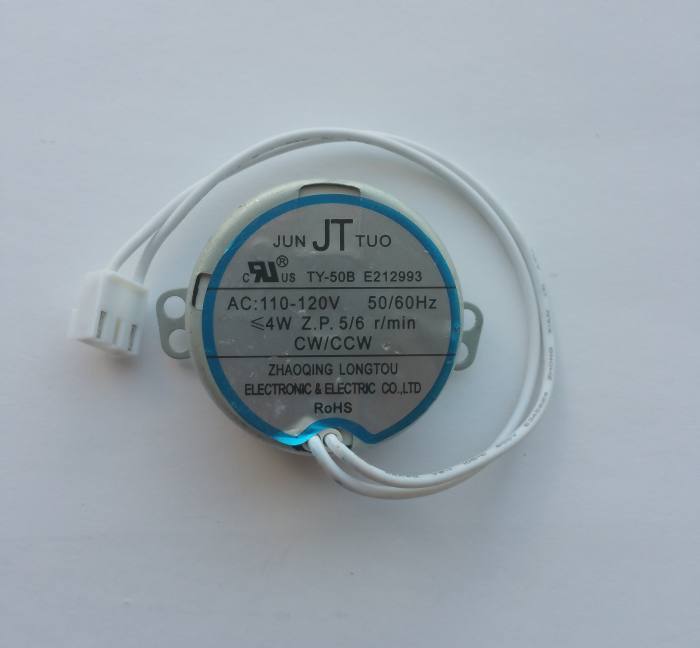 JUN JT TUO
c RU ® US TY-50B E212993
AC:110-120V 50/60Hz
≤4W Z.P. 5/6 r/min
CW/CCW
ZHAOQING LONGTOU
ELECTRONIC & ELECTRIC CO.,LTD
RoHS